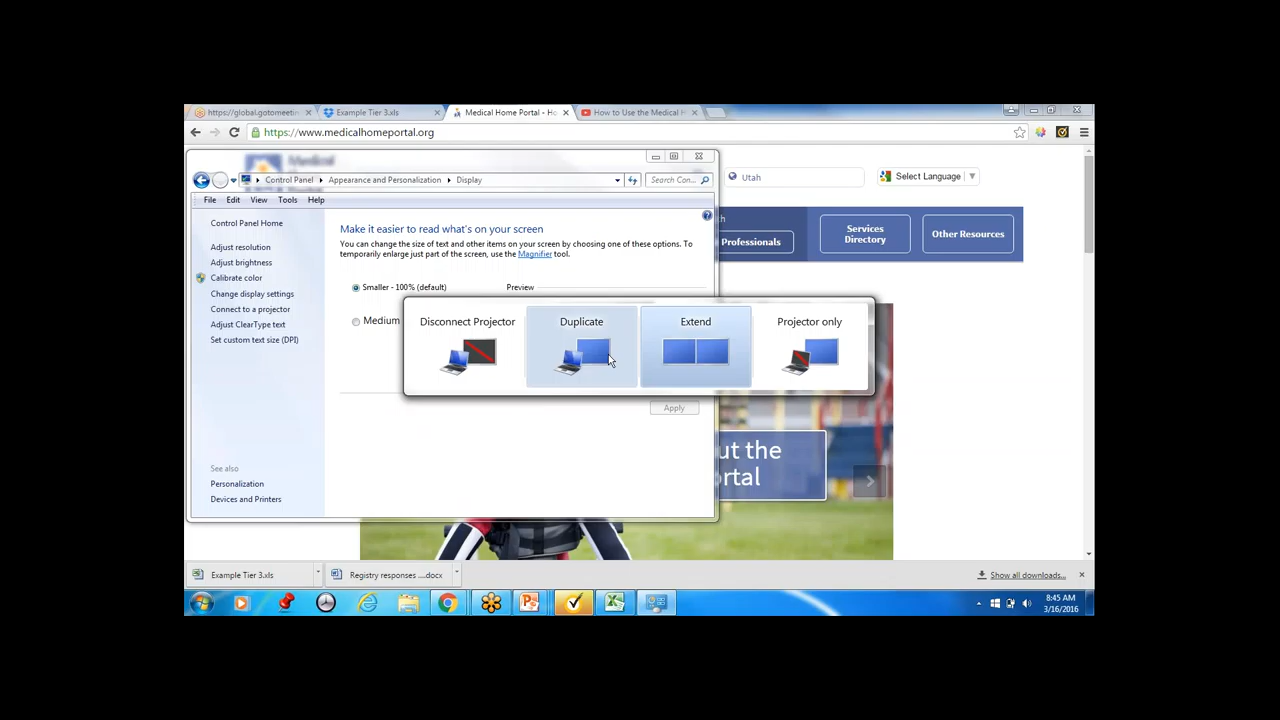 https://global.gotomeetin
Example Tier 3.xls
Medical Home Portal - Ho
How to Use the Medical H
https://www.medicalhomeportal.org
Control Panel
Appearance and Personalization
Display
Search Con...
Utah
Select Language
File
Edit
View
Tools
Help
Control Panel Home
Adjust resolution
Adjust brightness
Calibrate color
Change display settings
Connect to a projector
Adjust ClearType text
Set custom text size (DPI)
See also
Personalization
Devices and Printers
Make it easier to read what's on your screen
You can change the size of text and other items on your screen by choosing one of these options. To
temporarily enlarge just part of the screen, use the Magnifier tool.
Smaller - 100% (default)
Preview
Medium
Apply
Disconnect Projector
Duplicate
Extend
Projector only
Professionals
Services
Directory
Other Resources
ut the
rtal
Example Tier 3.xls
Registry responses ....docx
Show all downloads...
8:45 AM
3/16/2016